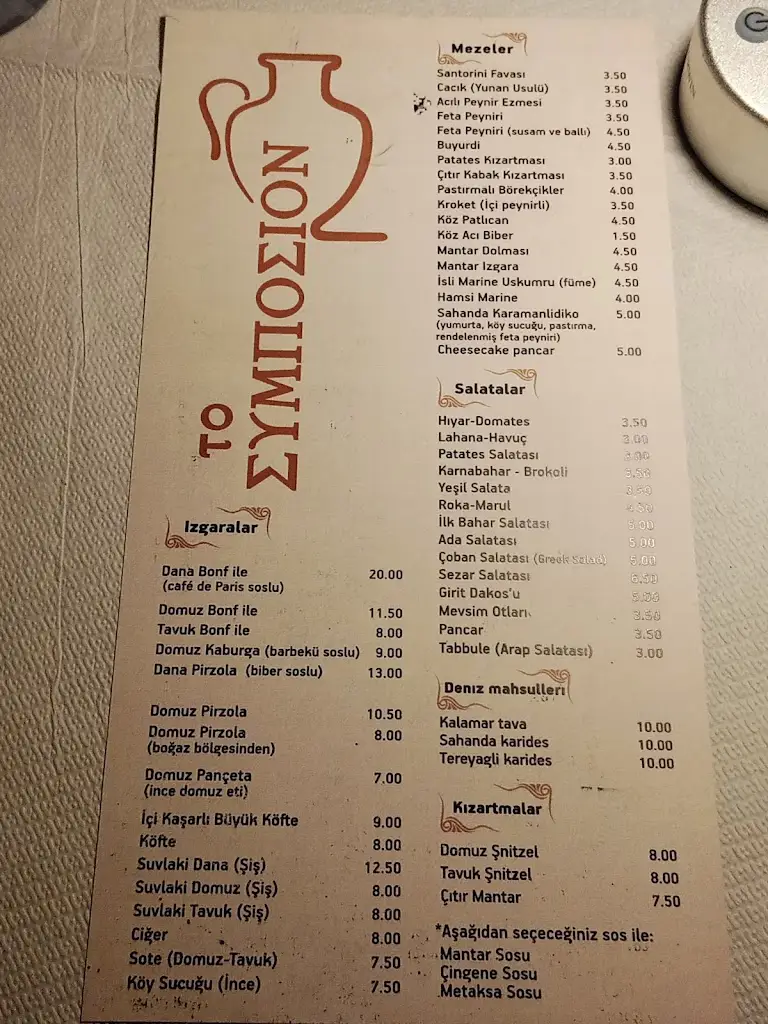 το
ΣΥΜΠΟΣΙΟΝ
Izgaralar
Dana Bonf ile 20.00
(café de Paris soslu)
Domuz Bonf ile 11.50
Tavuk Bonf ile 8.00
Domuz Kaburga (barbekü soslu) 9.00
Dana Pirzola (biber soslu) 13.00
Domuz Pirzola 10.50
Domuz Pirzola 8.00
(boğaz bölgesinden)
Domuz Pançeta 7.00
(ince domuz eti)
İçi Kaşarlı Büyük Köfte 9.00
Köfte 8.00
Suvlaki Dana (Şiş) 12.50
Suvlaki Domuz (Şiş) 8.00
Suvlaki Tavuk (Şiş) 8.00
Ciğer 8.00
Sote (Domuz-Tavuk) 7.50
Köy Sucuğu (İnce) 7.50
Mezeler
Santorini Favası 3.50
Cacık (Yunan Usulü) 3.50
Acılı Peynir Ezmesi 3.50
Feta Peyniri 3.50
Feta Peyniri (susam ve ballı) 4.50
Buyurdi 4.50
Patates Kızartması 3.00
Çıtır Kabak Kızartması 3.50
Pastırmalı Börekçikler 4.00
Kroket (İçi peynirli) 3.50
Köz Patlıcan 4.50
Köz Acı Biber 1.50
Mantar Dolması 4.50
Mantar Izgara 4.50
İsli Marine Uskumru (füme) 4.50
Hamsi Marine 4.00
Sahanda Karamanlidiko 5.00
(yumurta, köy sucuğu, pastırma,
rendelenmiş feta peyniri)
Cheesecake pancar 5.00
Salatalar
Hıyar-Domates 3.50
Lahana-Havuç 3.00
Patates Salatası 3.00
Karnabahar - Brokoli
Yeşil Salata
Roka-Marul
İlk Bahar Salatası
Ada Salatası 5.00
Çoban Salatası (Greek Salad) 5.00
Sezar Salatası 6.50
Girit Dakos'u
Mevsim Otları 3.50
Pancar 3.50
Tabbule (Arap Salatası) 3.00
Denız mahsullerı
Kalamar tava 10.00
Sahanda karides 10.00
Tereyagli karides 10.00
Kızartmalar
Domuz Şnitzel 8.00
Tavuk Şnitzel 8.00
Çıtır Mantar 7.50
*Aşağıdan seçeceğiniz sos ile:
Mantar Sosu
Çingene Sosu
Metaksa Sosu